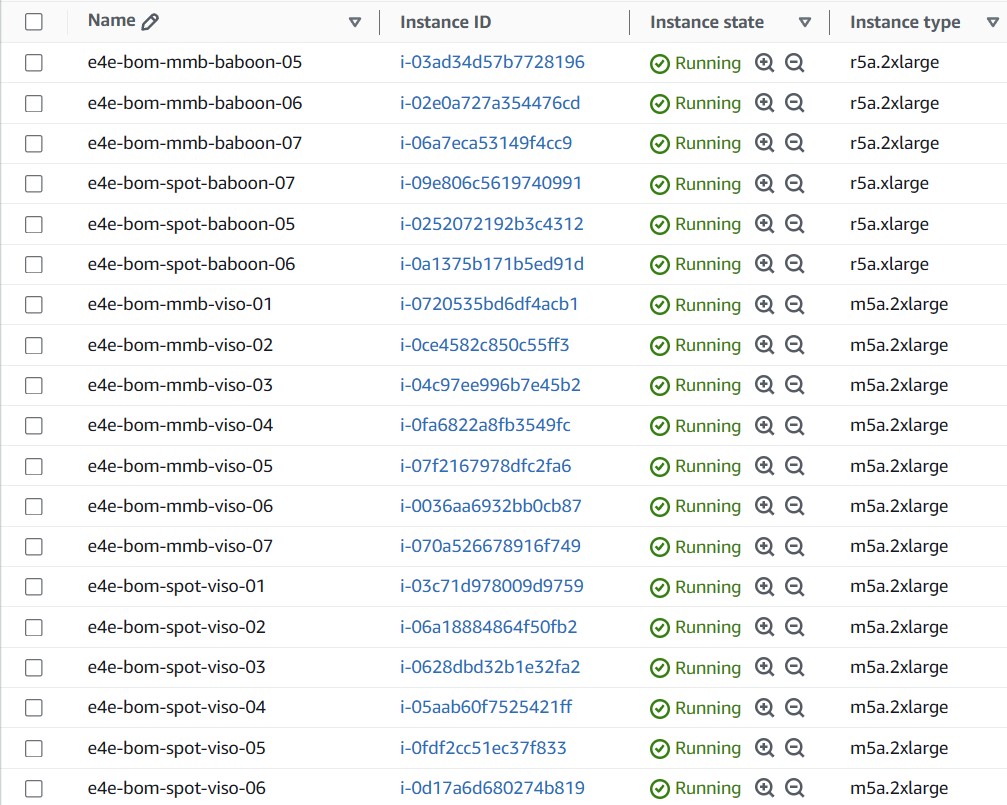 Name Instance ID Instance state Instance type
e4e-bom-mmb-baboon-05 i-03ad34d57b7728196 Running r5a.2xlarge
e4e-bom-mmb-baboon-06 i-02e0a727a354476cd Running r5a.2xlarge
e4e-bom-mmb-baboon-07 i-06a7eca53149f4cc9 Running r5a.2xlarge
e4e-bom-spot-baboon-07 i-09e806c5619740991 Running r5a.xlarge
e4e-bom-spot-baboon-05 i-0252072192b3c4312 Running r5a.xlarge
e4e-bom-spot-baboon-06 i-0a1375b171b5ed91d Running r5a.xlarge
e4e-bom-mmb-viso-01 i-0720535bd6df4acb1 Running m5a.2xlarge
e4e-bom-mmb-viso-02 i-0ce4582c850c55ff3 Running m5a.2xlarge
e4e-bom-mmb-viso-03 i-04c97ee996b7e45b2 Running m5a.2xlarge
e4e-bom-mmb-viso-04 i-0fa6822a8fb3549fc Running m5a.2xlarge
e4e-bom-mmb-viso-05 i-07f2167978dfc2fa6 Running m5a.2xlarge
e4e-bom-mmb-viso-06 i-0036aa6932bb0cb87 Running m5a.2xlarge
e4e-bom-mmb-viso-07 i-070a526678916f749 Running m5a.2xlarge
e4e-bom-spot-viso-01 i-03c71d978009d9759 Running m5a.2xlarge
e4e-bom-spot-viso-02 i-06a18884864f50fb2 Running m5a.2xlarge
e4e-bom-spot-viso-03 i-0628dbd32b1e32fa2 Running m5a.2xlarge
e4e-bom-spot-viso-04 i-05aab60f7525421ff Running m5a.2xlarge
e4e-bom-spot-viso-05 i-0fdf2cc51ec37f833 Running m5a.2xlarge
e4e-bom-spot-viso-06 i-0d17a6d680274b819 Running m5a.2xlarge